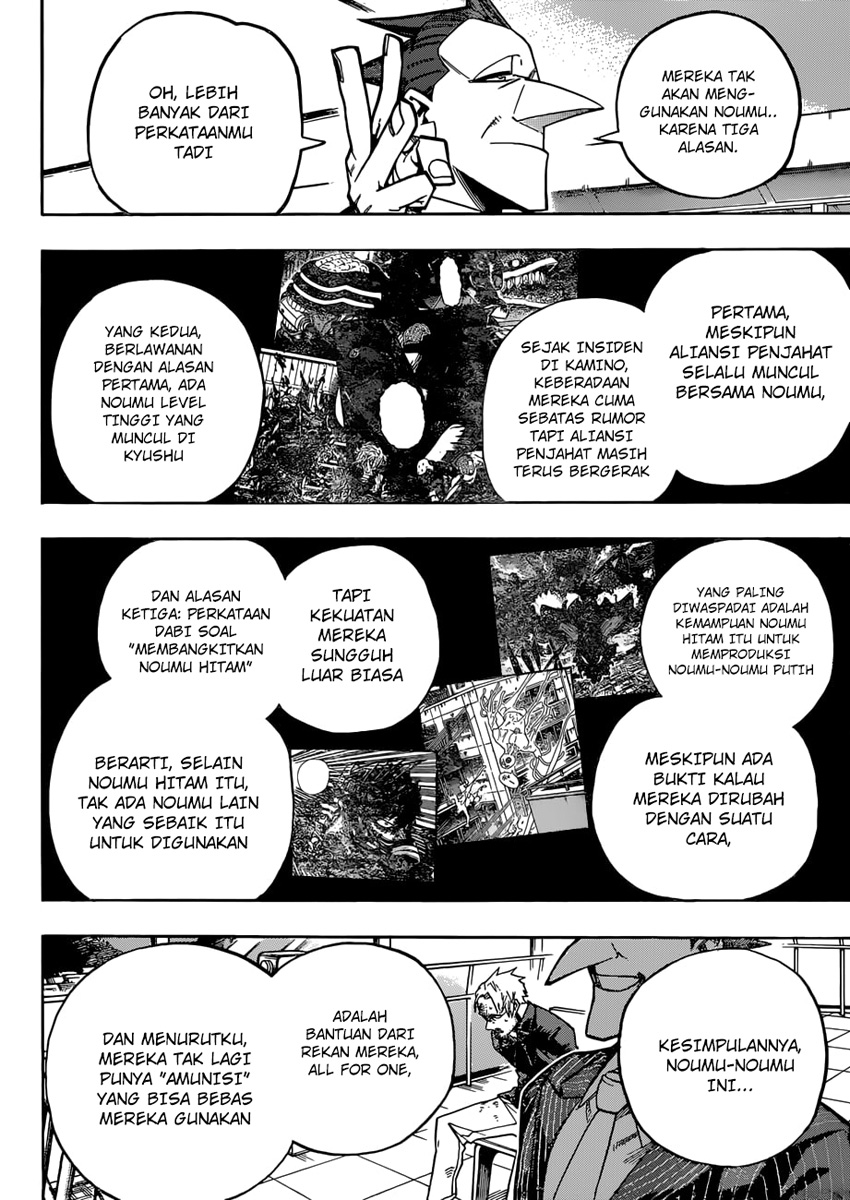 MEREKA TAK
AKAN MENG-
GUNAKAN NOUMU..
KARENA TIGA
ALASAN.
OH, LEBIH
BANYAK DARI
PERKATAANMU
TADI
PERTAMA,
MESKIPUN
ALIANSI PENJAHAT
SELALU MUNCUL
BERSAMA NOUMU,
SEJAK INSIDEN
DI KAMINO,
KEBERADAAN
MEREKA CUMA
SEBATAS RUMOR
TAPI ALIANSI
PENJAHAT MASIH
TERUS BERGERAK
YANG KEDUA,
BERLAWANAN
DENGAN ALASAN
PERTAMA, ADA
NOUMU LEVEL
TINGGI YANG
MUNCUL DI
KYUSHU
YANG PALING
DIWASPADAI ADALAH
KEMAMPUAN NOUMU
HITAM ITU UNTUK
MEMPRODUKSI
NOUMU-NOUMU PUTIH
MESKIPUN ADA
BUKTI KALAU
MEREKA DIRUBAH
DENGAN SUATU
CARA,
TAPI
KEKUATAN
MEREKA
SUNGGUH
LUAR BIASA
DAN ALASAN
KETIGA: PERKATAAN
DABI SOAL
"MEMBANGKITKAN
NOUMU HITAM"
BERARTI, SELAIN
NOUMU HITAM ITU,
TAK ADA NOUMU LAIN
YANG SEBAIK ITU
UNTUK DIGUNAKAN
KESIMPULANNYA,
NOUMU-NOUMU
INI...
ADALAH
BANTUAN DARI
REKAN MEREKA,
ALL FOR ONE,
DAN MENURUTKU,
MEREKA TAK LAGI
PUNYA "AMUNISI"
YANG BISA BEBAS
MEREKA GUNAKAN